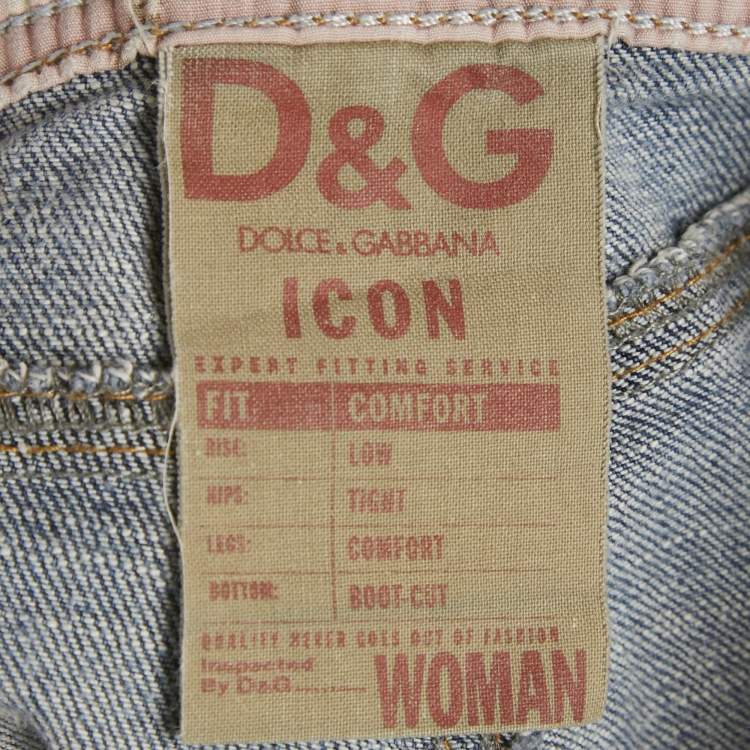 D&G
DOLCE & GABBANA
ICON
EXPERT FITTING SERVICE
FIT: COMFORT
RISE: LOW
HIPS: TIGHT
LEGS: COMFORT
BOTTOM: BOOT-CUT
QUALITY NEVER GOES OUT OF FASHION
Inspected
By D&G..............
WOMAN